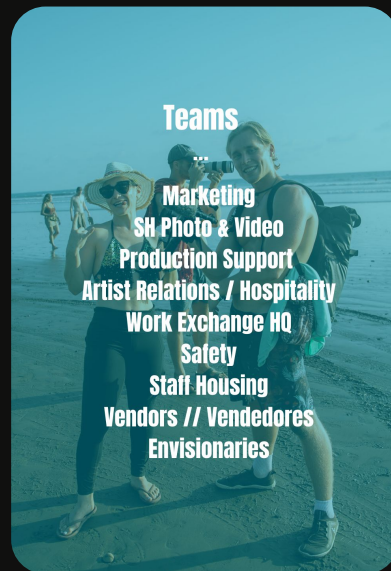 Teams
...
Marketing
SH Photo & Video
Production Support
Artist Relations / Hospitality
Work Exchange HQ
Safety
Staff Housing
Vendors // Vendedores
Envisionaries